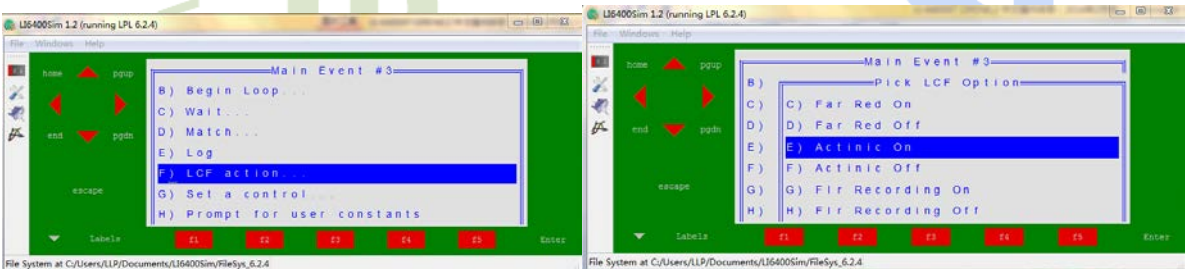 LI6400Sim 1.2 (running LPL 6.2.4)
File Windows Help
home pgup
end pgdn
escape
Main Event #3
B) Begin Loop...
C) Wait...
D) Match...
E) Log
F) LCF action...
G) Set a control...
H) Prompt for user constants
Labels f1 f2 f3 f4 f5 Enter
File System at C:/Users/LLP/Documents/LI6400Sim/FileSys_6.2.4
LI6400Sim 1.2 (running LPL 6.2.4)
File Windows Help
home pgup
end pgdn
escape
Main Event #3
B) Pick LCF Option
C) C) Far Red On
D) D) Far Red Off
E) E) Actinic On
F) F) Actinic Off
G) G) Flr Recording On
H) H) Flr Recording Off
Labels f1 f2 f3 f4 f5 Enter
File System at C:/Users/LLP/Documents/LI6400Sim/FileSys_6.2.4